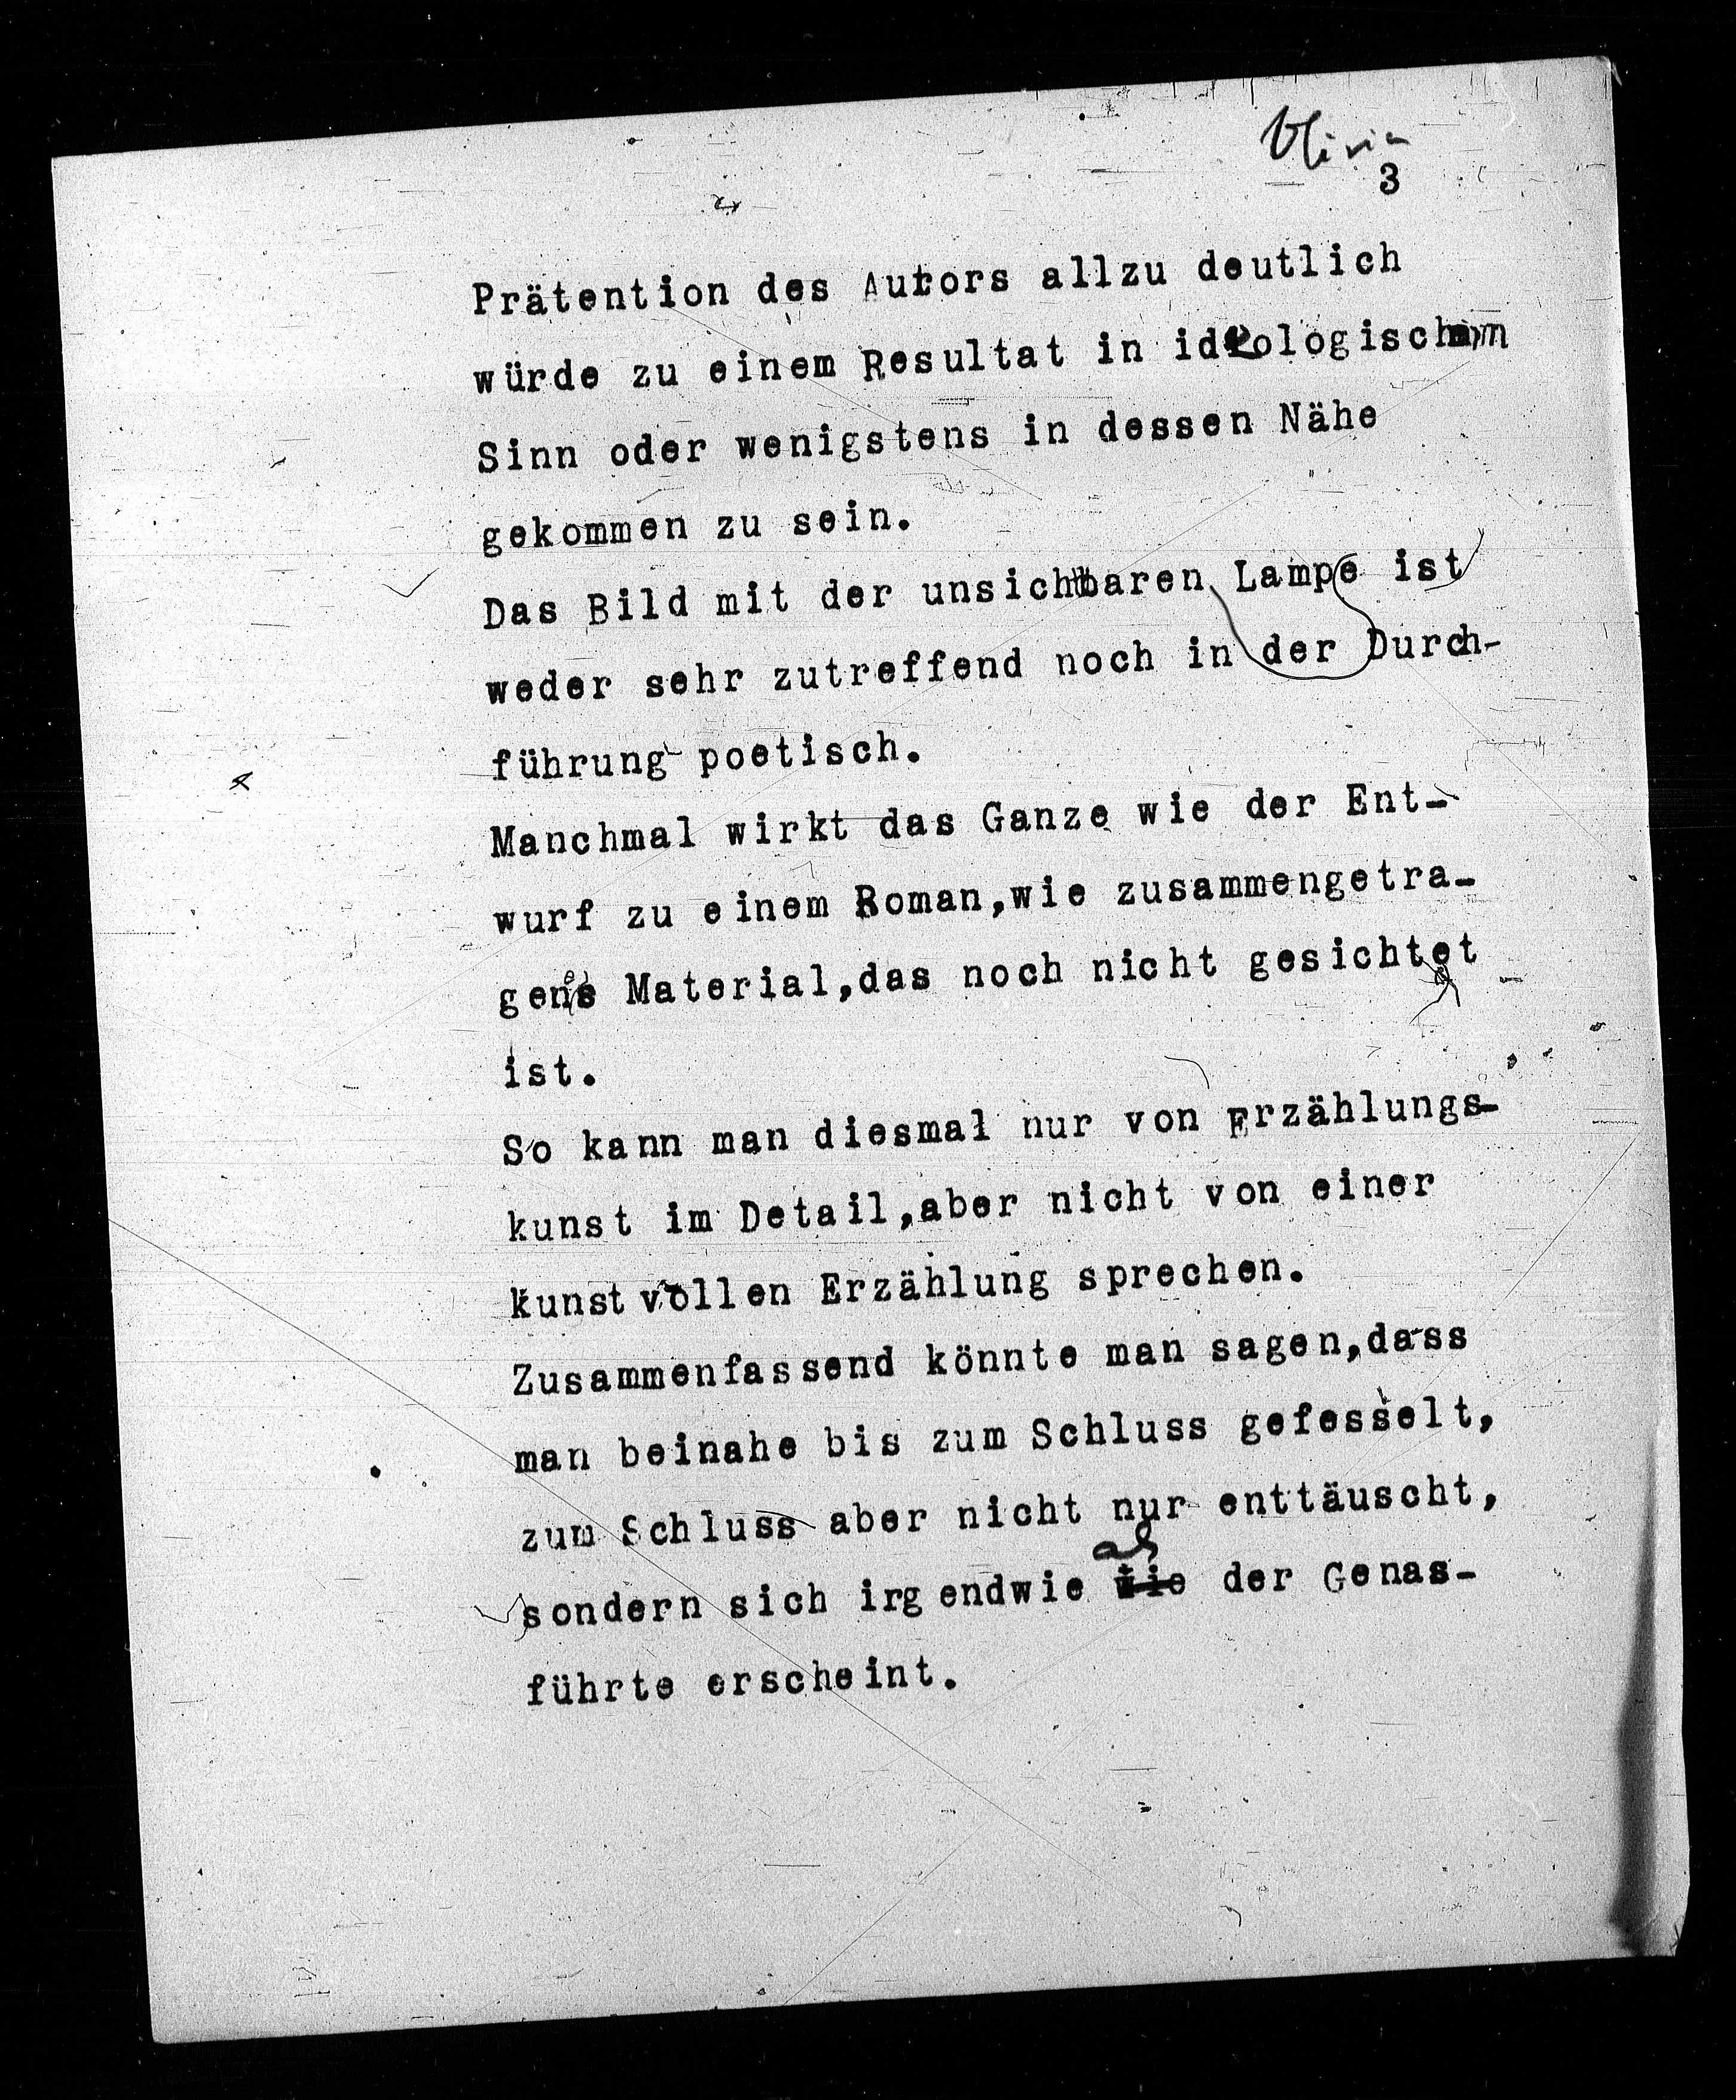 Olivia
3
Prätention des Autors allzu deutlich
würde zu einem Resultat in ideologischem
Sinn oder wenigstens in dessen Nähe
gekommen zu sein.
Das Bild mit der unsichtbaren Lampe ist
weder sehr zutreffend noch in der Durch-
führung poetisch.
Manchmal wirkt das Ganze wie der Ent-
wurf zu einem Roman,wie zusammengetra-
genes Material,das noch nicht gesichtet
ist.
So kann man diesmal nur von Erzählungs-
kunst im Detail,aber nicht von einer
kunstvollen Erzählung sprechen.
Zusammenfassend könnte man sagen,dass
man beinahe bis zum Schluss gefesselt,
zum Schluss aber nicht nur enttäuscht,
als
sondern sich irgendwie wie der Genas-
führte erscheint.